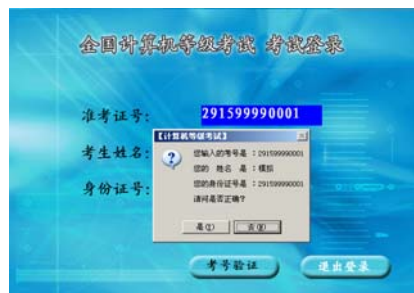 全国计算机等级考试 考试登录
准考证号: 291599990001
【计算机等级考试】
考生姓名:
您输入的考号是 ：291599990001
您的 姓名 是 ：模拟
身份证号:
您的身份证号是 ：291599990001
请问是否正确?
是(Y) 否(N)
考号验证 退出登录